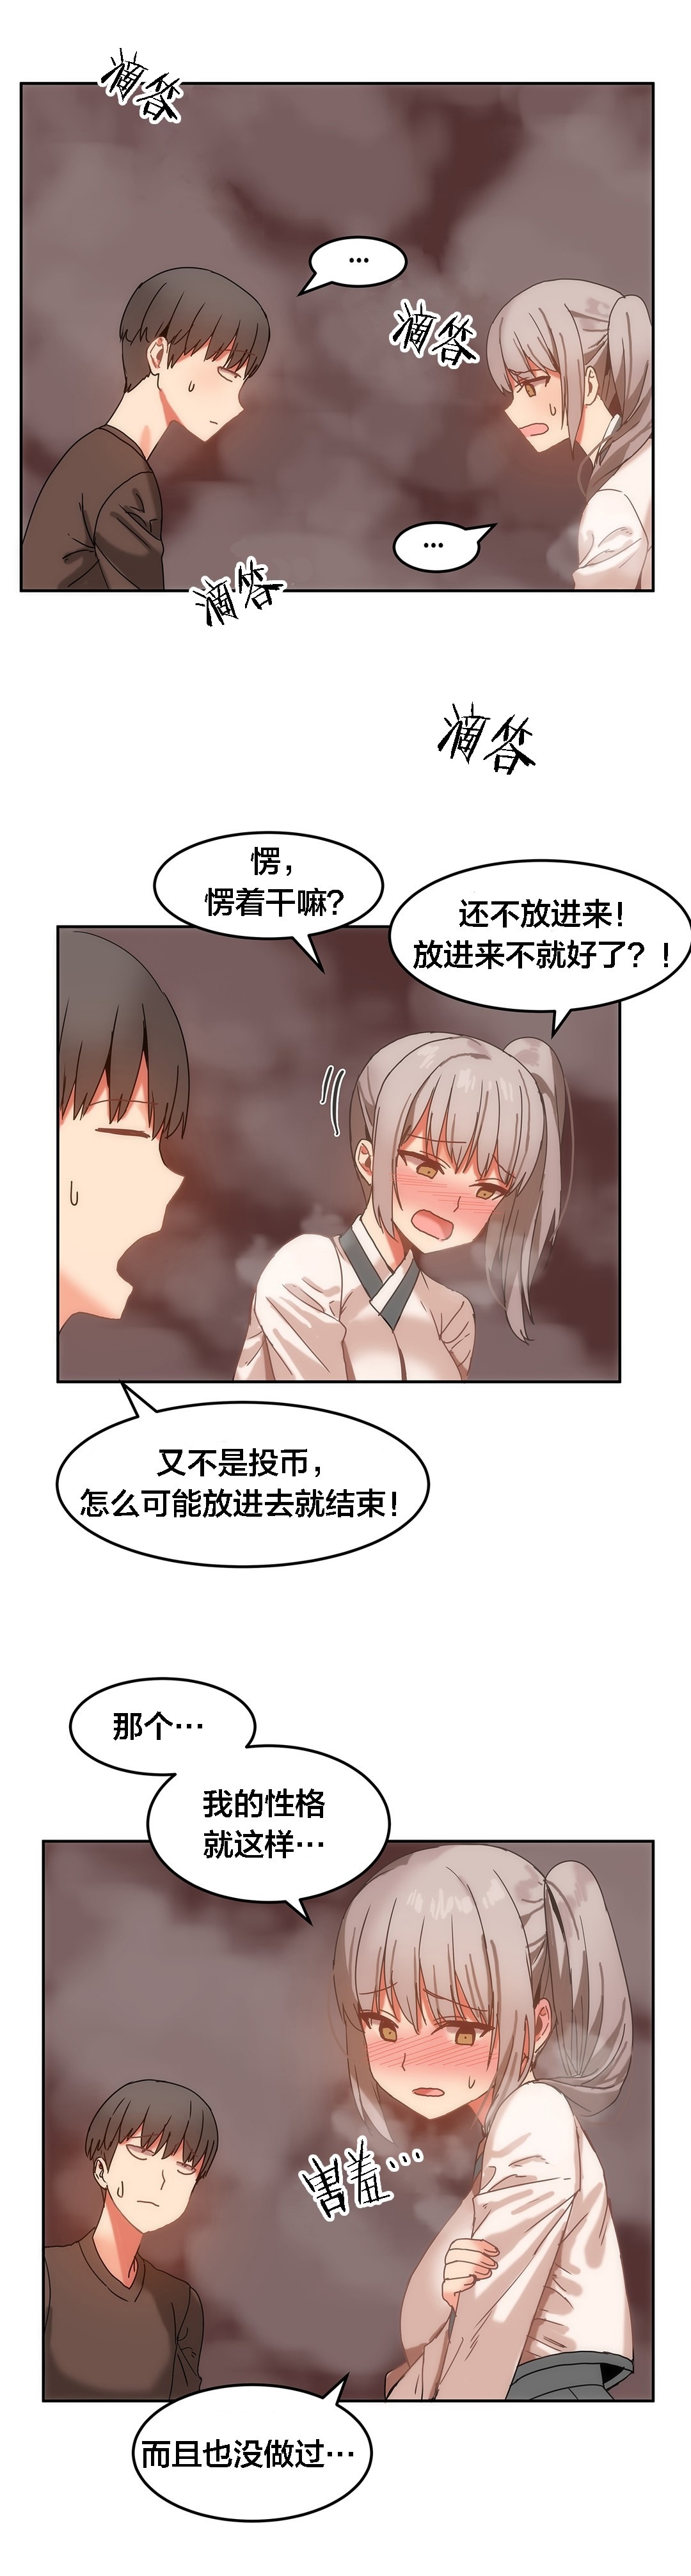 滴答
…
滴答
…
滴答
滴答
愣，
愣着干嘛？
还不放进来！
放进来不就好了？！
又不是投币，
怎么可能放进去就结束！
那个…
我的性格
就这样…
害羞…
而且也没做过…